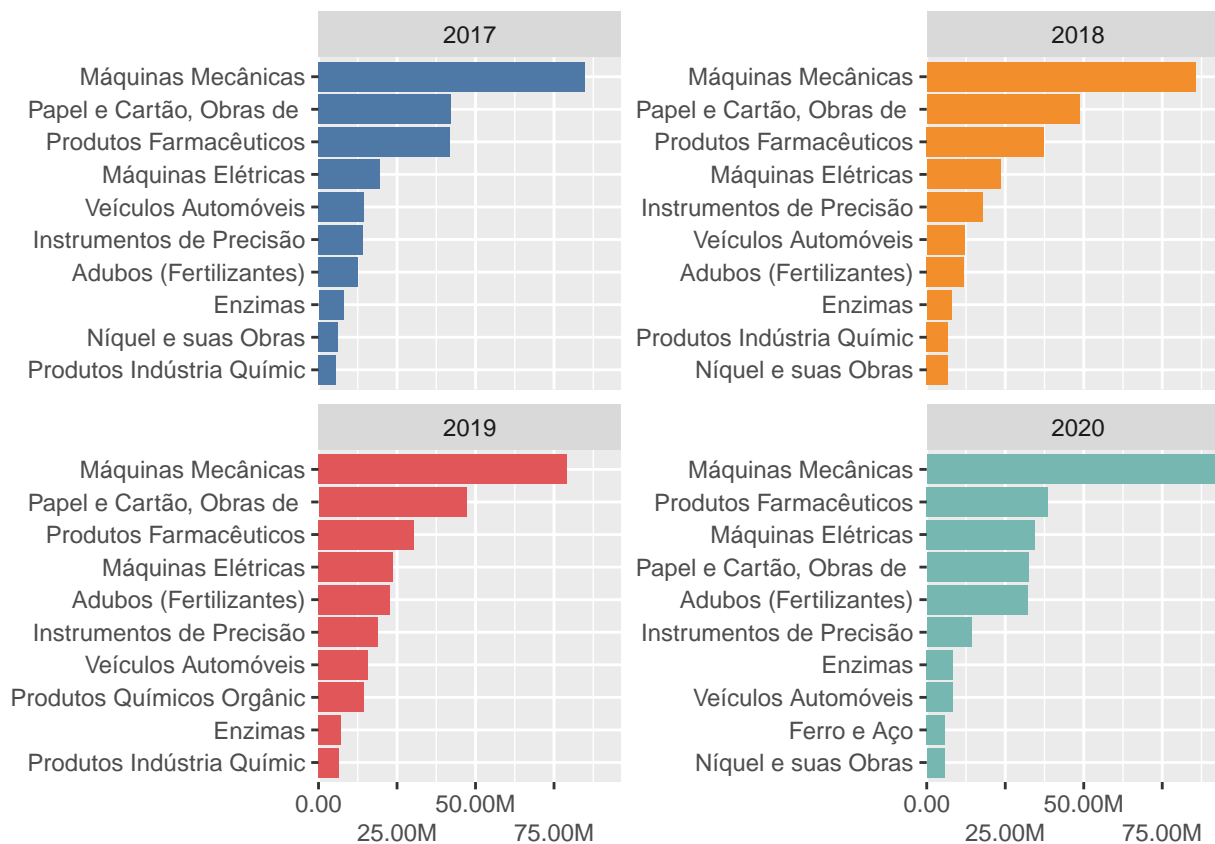 2017
Máquinas Mecânicas
Papel e Cartão, Obras de
Produtos Farmacêuticos
Máquinas Elétricas
Veículos Automóveis
Instrumentos de Precisão
Adubos (Fertilizantes)
Enzimas
Níquel e suas Obras
Produtos Indústria Químic
2018
Máquinas Mecânicas
Papel e Cartão, Obras de
Produtos Farmacêuticos
Máquinas Elétricas
Instrumentos de Precisão
Veículos Automóveis
Adubos (Fertilizantes)
Enzimas
Produtos Indústria Químic
Níquel e suas Obras
2019
Máquinas Mecânicas
Papel e Cartão, Obras de
Produtos Farmacêuticos
Máquinas Elétricas
Adubos (Fertilizantes)
Instrumentos de Precisão
Veículos Automóveis
Produtos Químicos Orgânic
Enzimas
Produtos Indústria Químic
0.00 50.00M
25.00M 75.00M
2020
Máquinas Mecânicas
Produtos Farmacêuticos
Máquinas Elétricas
Papel e Cartão, Obras de
Adubos (Fertilizantes)
Instrumentos de Precisão
Enzimas
Veículos Automóveis
Ferro e Aço
Níquel e suas Obras
0.00 50.00M
25.00M 75.00M